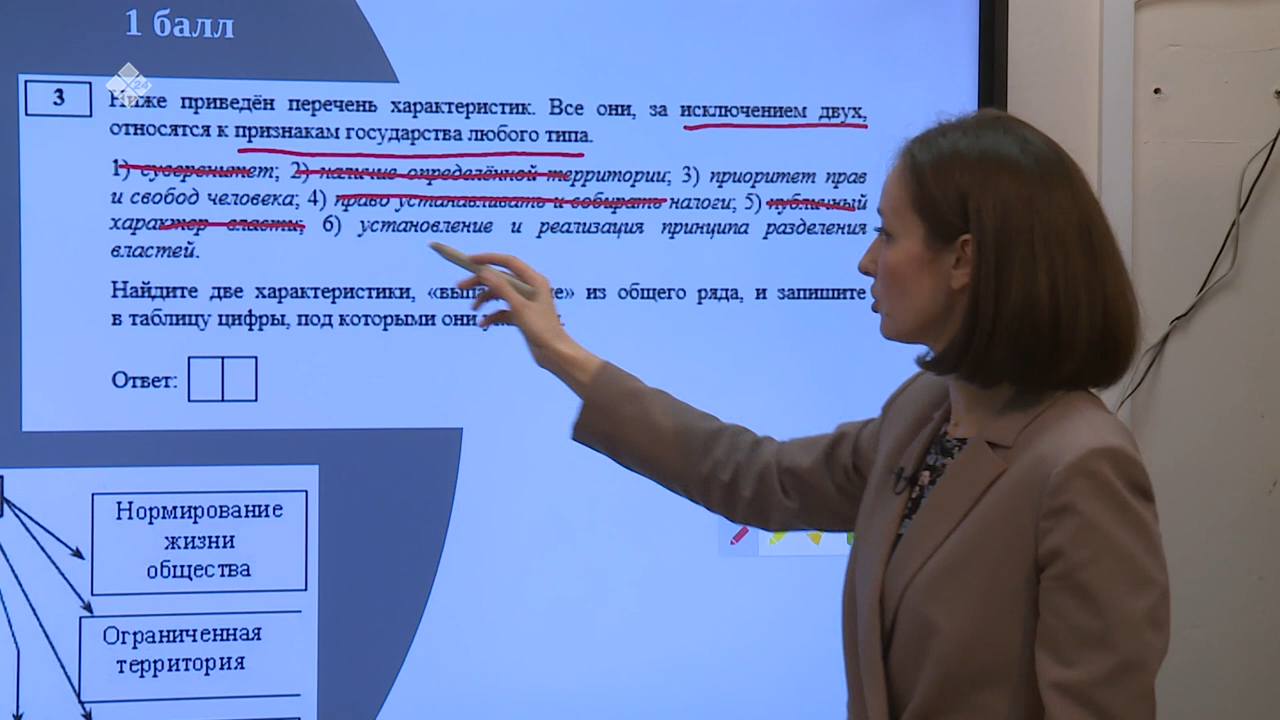 1 балл
3
Ниже приведён перечень характеристик. Все они, за исключением двух,
относятся к признакам государства любого типа.
1) суверенитет; 2) наличие определённой территории; 3) приоритет прав
и свобод человека; 4) право устанавливать и собирать налоги; 5) публичный
характер власти; 6) установление и реализация принципа разделения
властей.
Найдите две характеристики, из общего ряда, и запишите
в таблицу цифры, под которыми они
Ответ:
Нормирование
жизни
общества
Ограниченная
территория
24